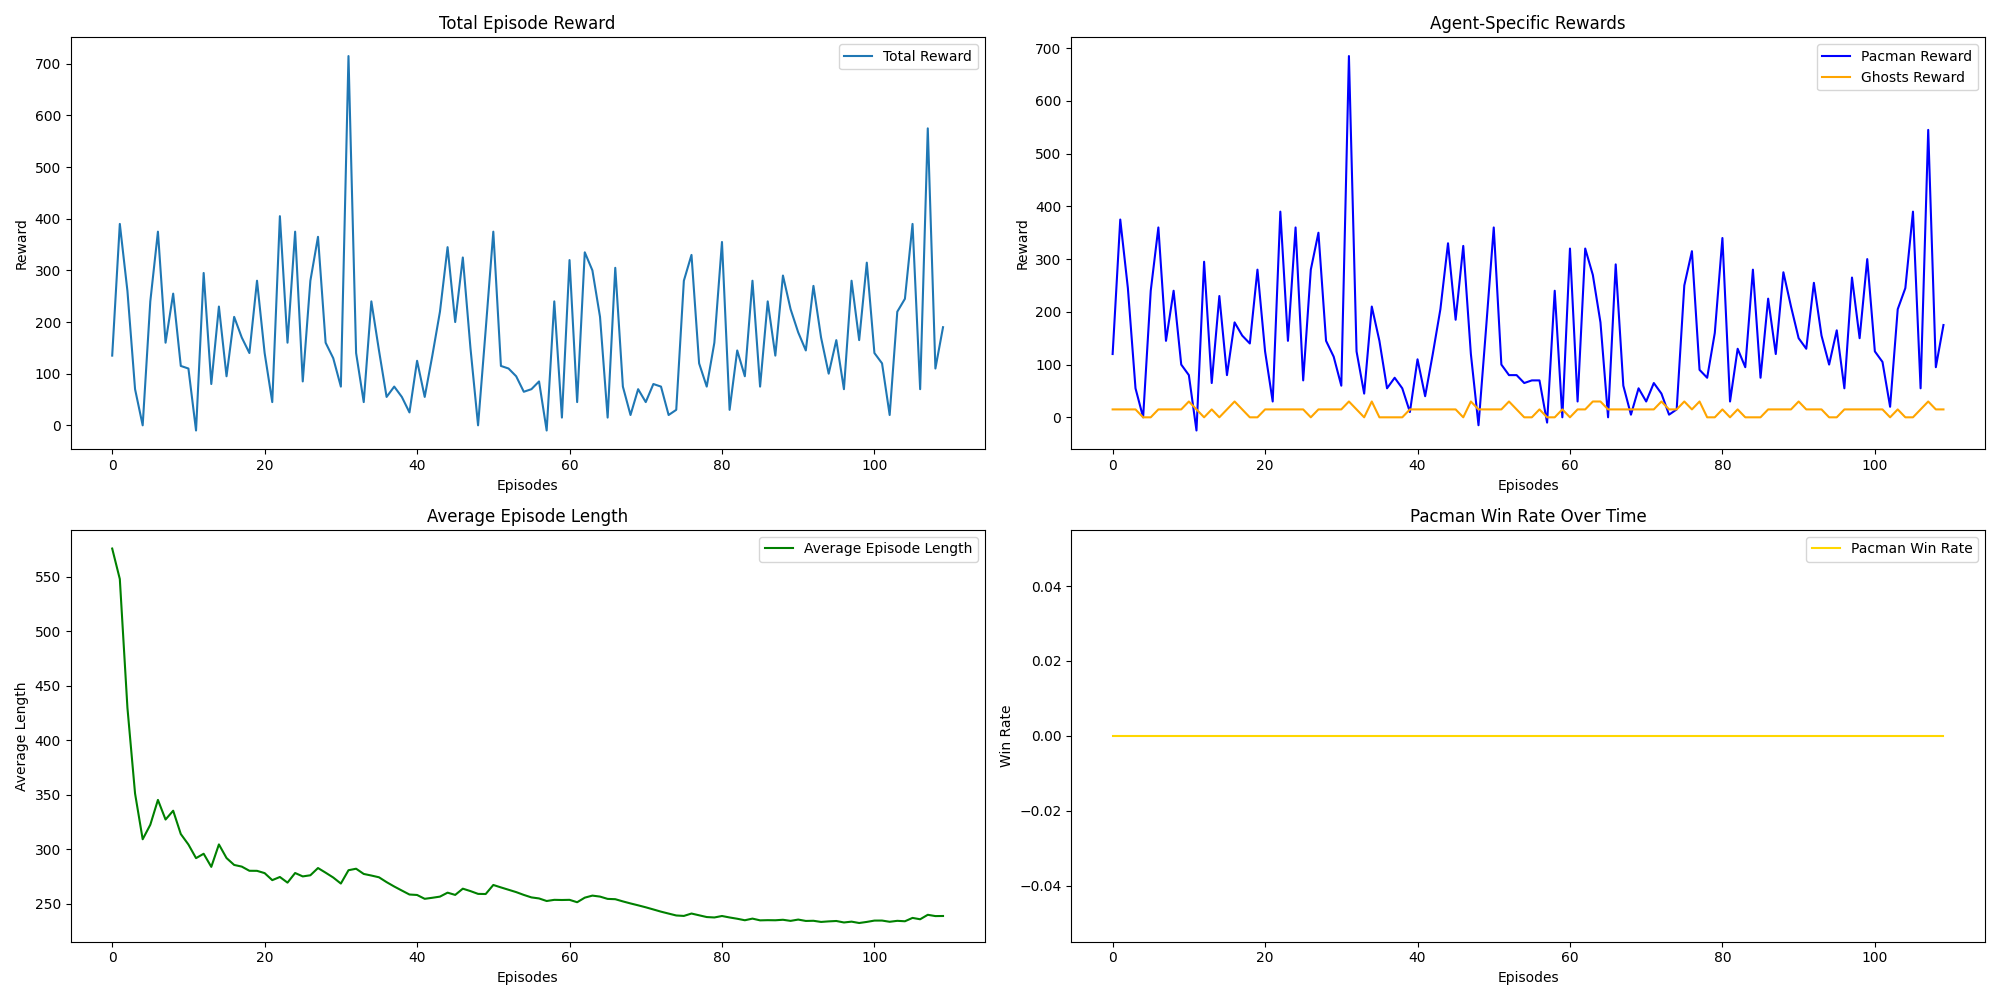 Total Episode Reward
Total Reward
Reward
700
600
500
400
300
200
100
0
0 20 40 60 80 100
Episodes
Agent-Specific Rewards
Pacman Reward
Ghosts Reward
Reward
700
600
500
400
300
200
100
0
0 20 40 60 80 100
Episodes
Average Episode Length
Average Episode Length
Average Length
550
500
450
400
350
300
250
0 20 40 60 80 100
Episodes
Pacman Win Rate Over Time
Pacman Win Rate
Win Rate
0.04
0.02
0.00
−0.02
−0.04
0 20 40 60 80 100
Episodes